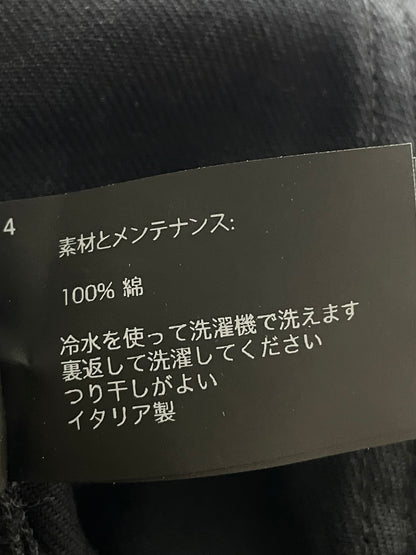 4
素材とメンテナンス:
100% 綿
冷水を使って洗濯機で洗えます
裏返して洗濯してください
つり干しがよい
イタリア製